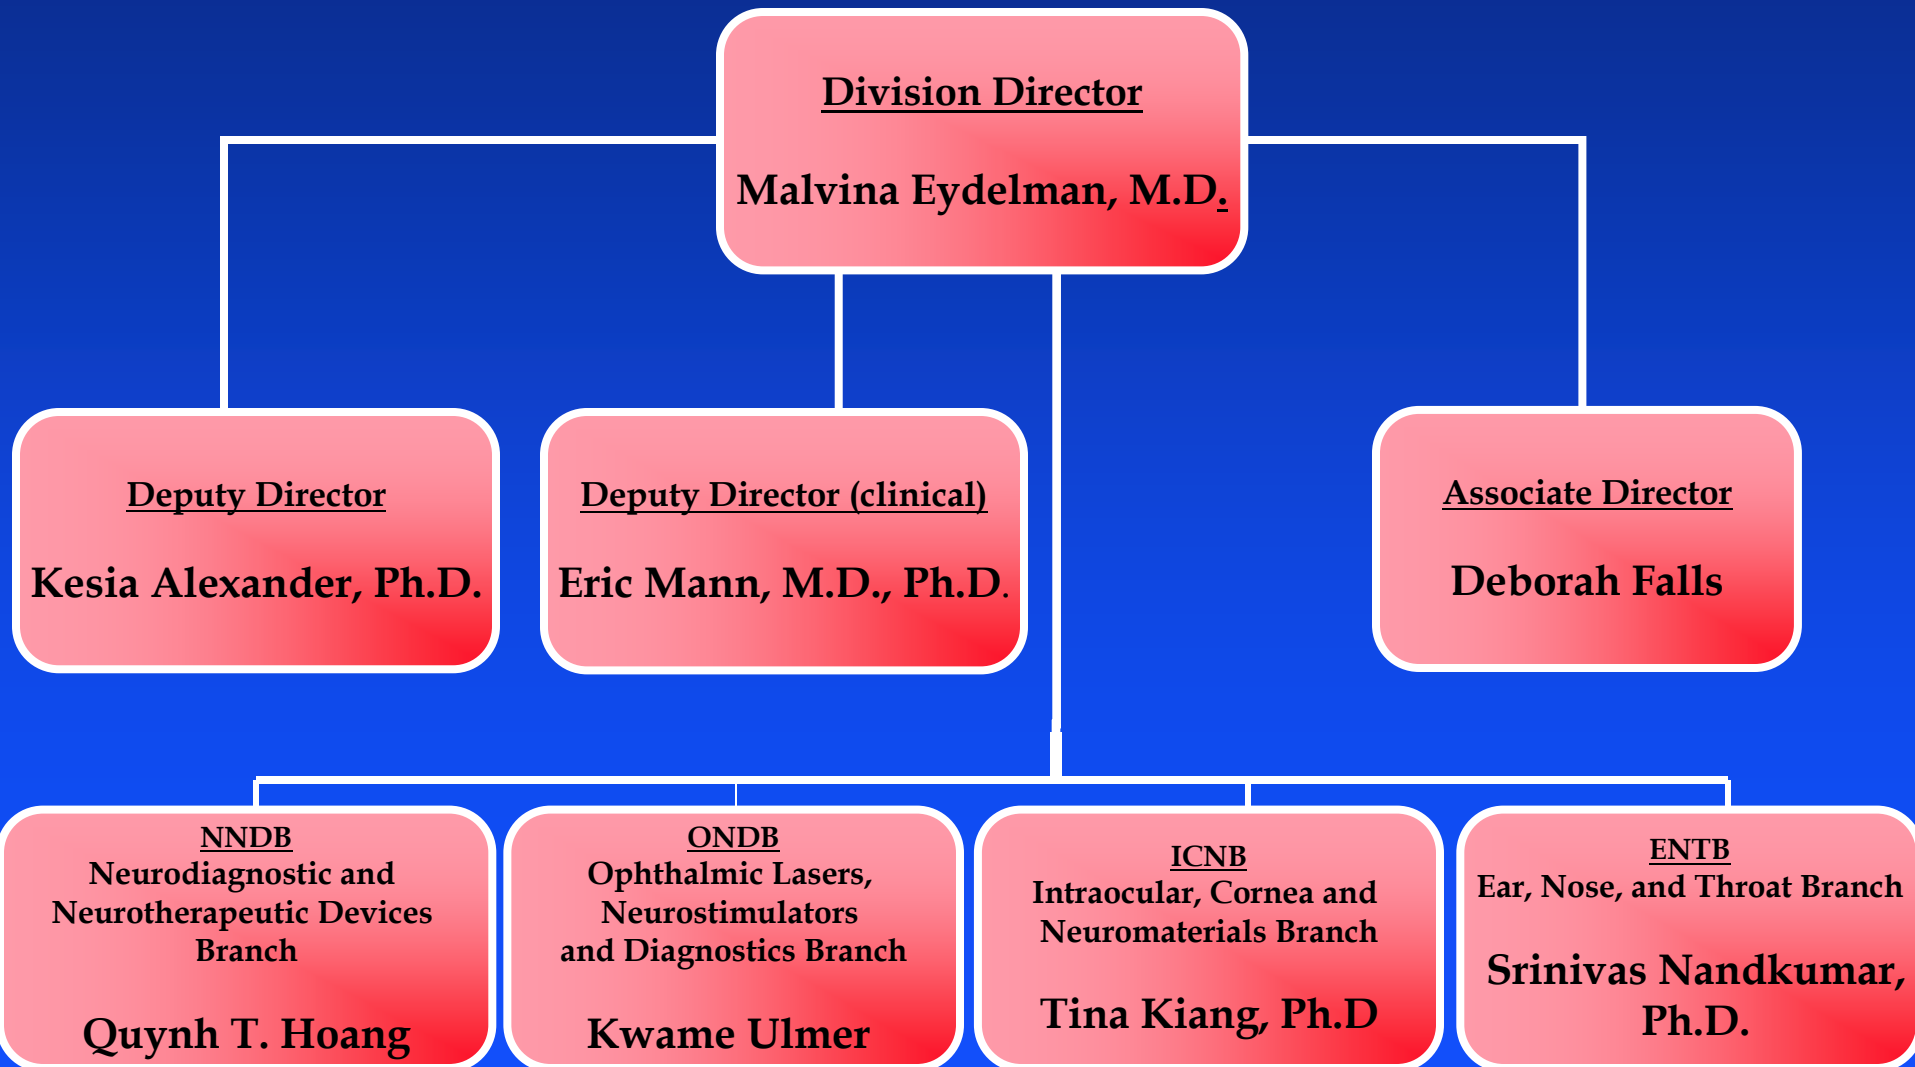 Division Director
Malvina Eydelman, M.D.
Deputy Director
Kesia Alexander, Ph.D.
Deputy Director (clinical)
Eric Mann, M.D., Ph.D.
Associate Director
Deborah Falls
NNDB
Neurodiagnostic and
Neurotherapeutic Devices
Branch
Quynh T. Hoang
ONDB
Ophthalmic Lasers,
Neurostimulators
and Diagnostics Branch
Kwame Ulmer
ICNB
Intraocular, Cornea and
Neuromaterials Branch
Tina Kiang, Ph.D
ENTB
Ear, Nose, and Throat Branch
Srinivas Nandkumar,
Ph.D.